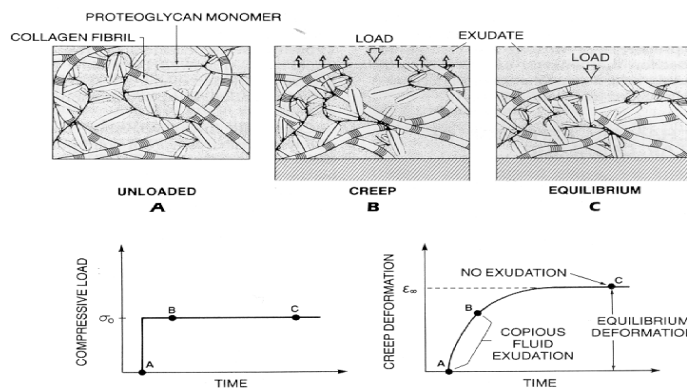 PROTEOGLYCAN MONOMER
COLLAGEN FIBRIL
LOAD
EXUDATE
LOAD
UNLOADED
A
CREEP
B
EQUILIBRIUM
C
COMPRESSIVE LOAD
σo
B
C
A
TIME
CREEP DEFORMATION
ε∞
NO EXUDATION
C
B
COPIOUS
FLUID
EXUDATION
EQUILIBRIUM
DEFORMATION
A
TIME